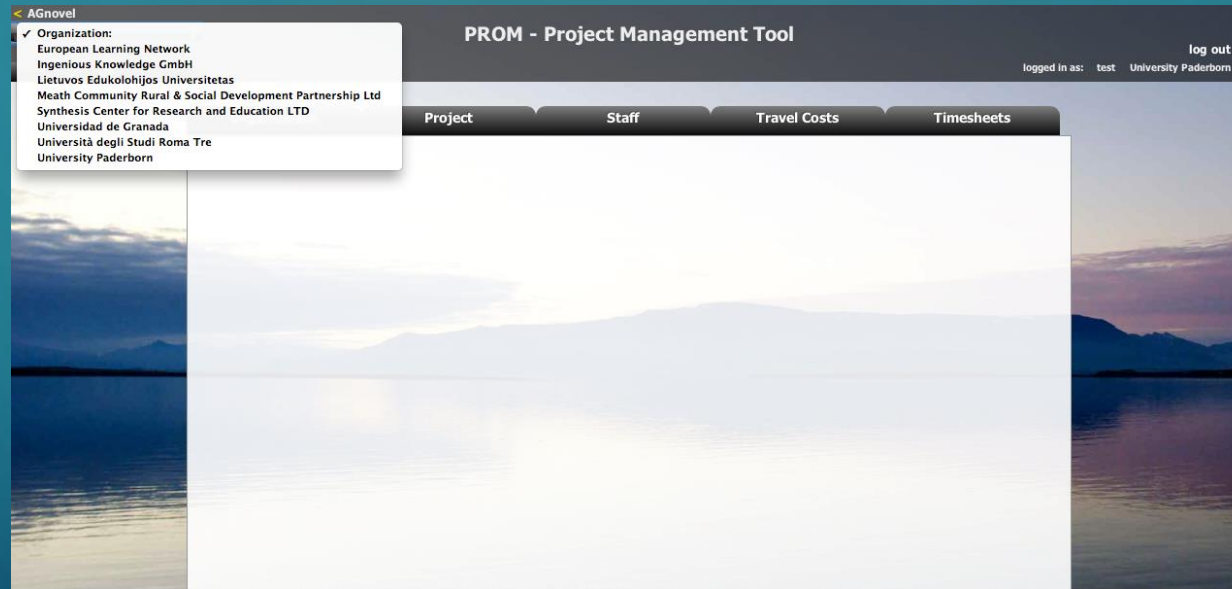 < AGnovel
✓ Organization:
European Learning Network
Ingenious Knowledge GmbH
Lietuvos Edukolohijos Universitetas
Meath Community Rural & Social Development Partnership Ltd
Synthesis Center for Research and Education LTD
Universidad de Granada
Università degli Studi Roma Tre
University Paderborn
PROM - Project Management Tool
log out
logged in as: test University Paderborn
Project Staff Travel Costs Timesheets